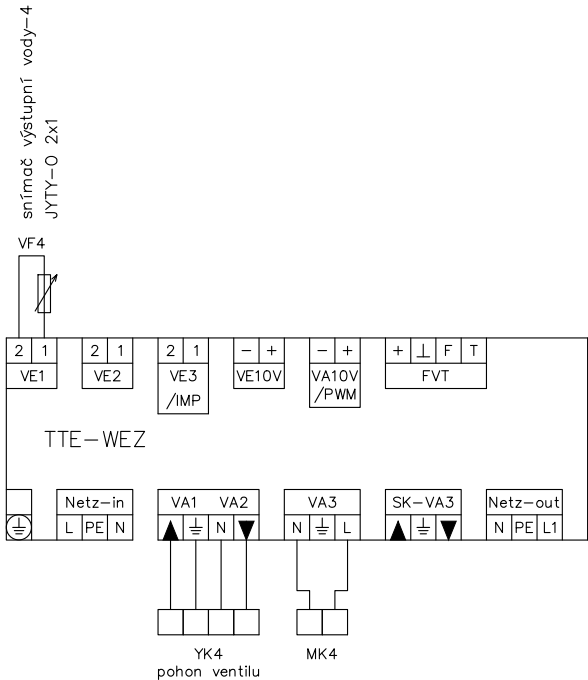 snímač výstupní vody-4
JYTY-O 2x1
VF4
2 1 2 1 2 1 - + - + + ⊥ F T
VE1 VE2 VE3 VE10V VA10V FVT
/IMP /PWM
TTE-WEZ
Netz-in VA1 VA2 VA3 SK-VA3 Netz-out
L PE N N N L N PE L1
YK4 MK4
pohon ventilu